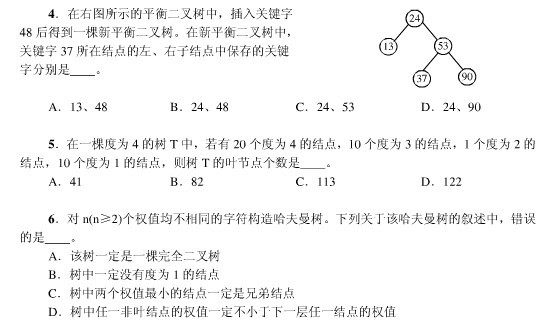 4．在右图所示的平衡二叉树中，插入关键字
48 后得到一棵新平衡二叉树。在新平衡二叉树中，
关键字 37 所在结点的左、右子结点中保存的关键
字分别是____。
24
13
53
37
90
A．13、48 B．24、48 C．24、53 D．24、90
5．在一棵度为 4 的树 T 中，若有 20 个度为 4 的结点，10 个度为 3 的结点，1 个度为 2 的
结点，10 个度为 1 的结点，则树 T 的叶节点个数是____。
A．41 B．82 C．113 D．122
6．对 n(n≥2)个权值均不相同的字符构造哈夫曼树。下列关于该哈夫曼树的叙述中，错误
的是____。
A．该树一定是一棵完全二叉树
B．树中一定没有度为 1 的结点
C．树中两个权值最小的结点一定是兄弟结点
D．树中任一非叶结点的权值一定不小于下一层任一结点的权值